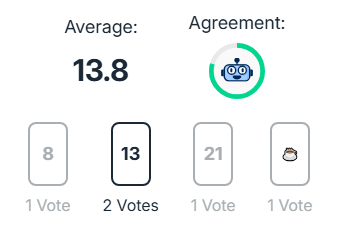 Average:
Agreement:
13.8
8
13
21
1 Vote
2 Votes
1 Vote
1 Vote